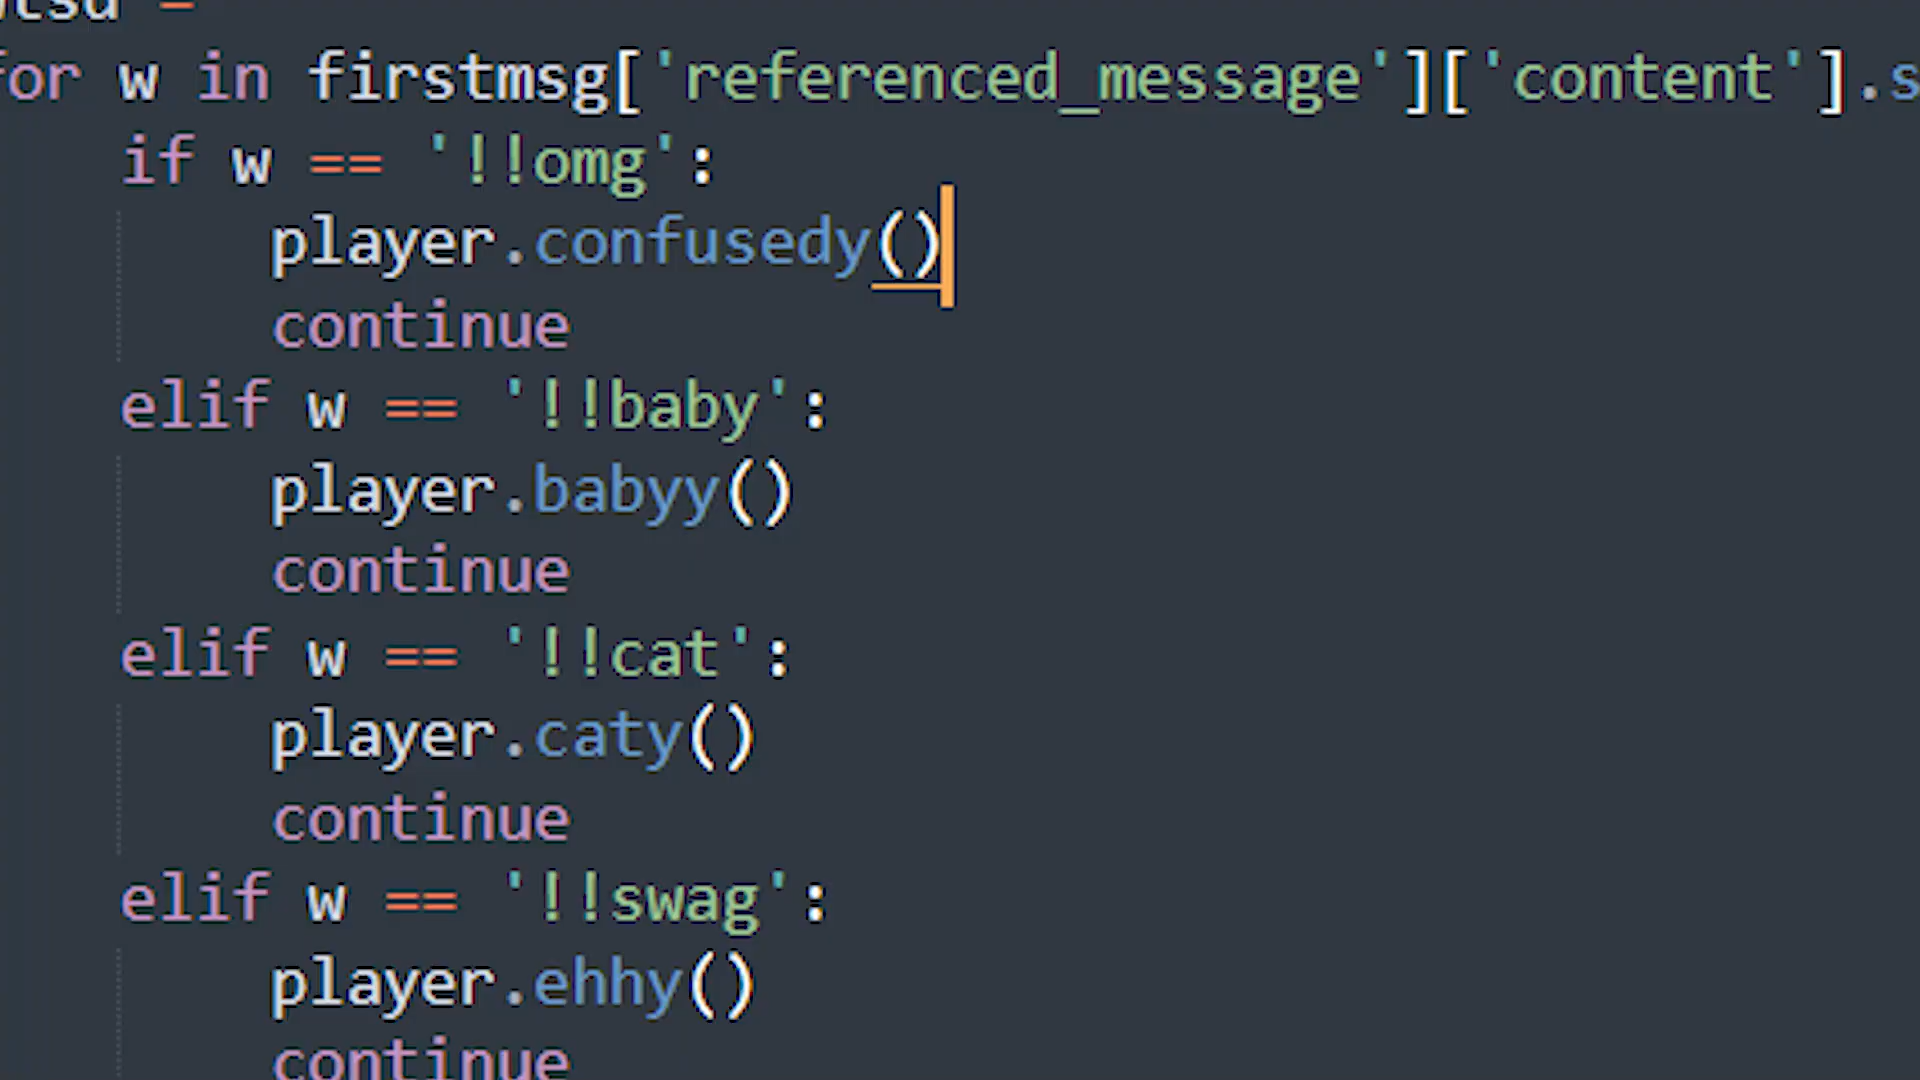 for w in firstmsg['referenced_message']['content'].s
if w == '!!omg':
player.confusedy()
continue
elif w == '!!baby':
player.babyy()
continue
elif w == '!!cat':
player.caty()
continue
elif w == '!!swag':
player.ehhy()
continue